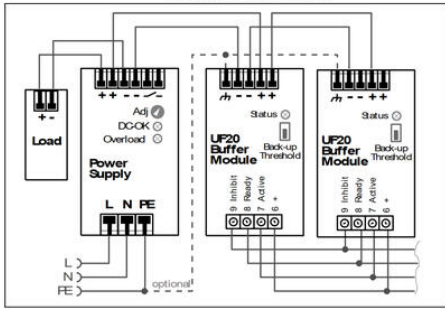 + + - -
+ -
Load
Adj
DC-OK
Overload
Power
Supply
L N PE
- - + +
Status
UF20
Buffer
Module
Back-up
Threshold
9 Inhibit
8 Ready
7 Active
6 +
- - + +
Status
UF20
Buffer
Module
Back-up
Threshold
9 Inhibit
8 Ready
7 Active
6 +
L
N
PE
optional